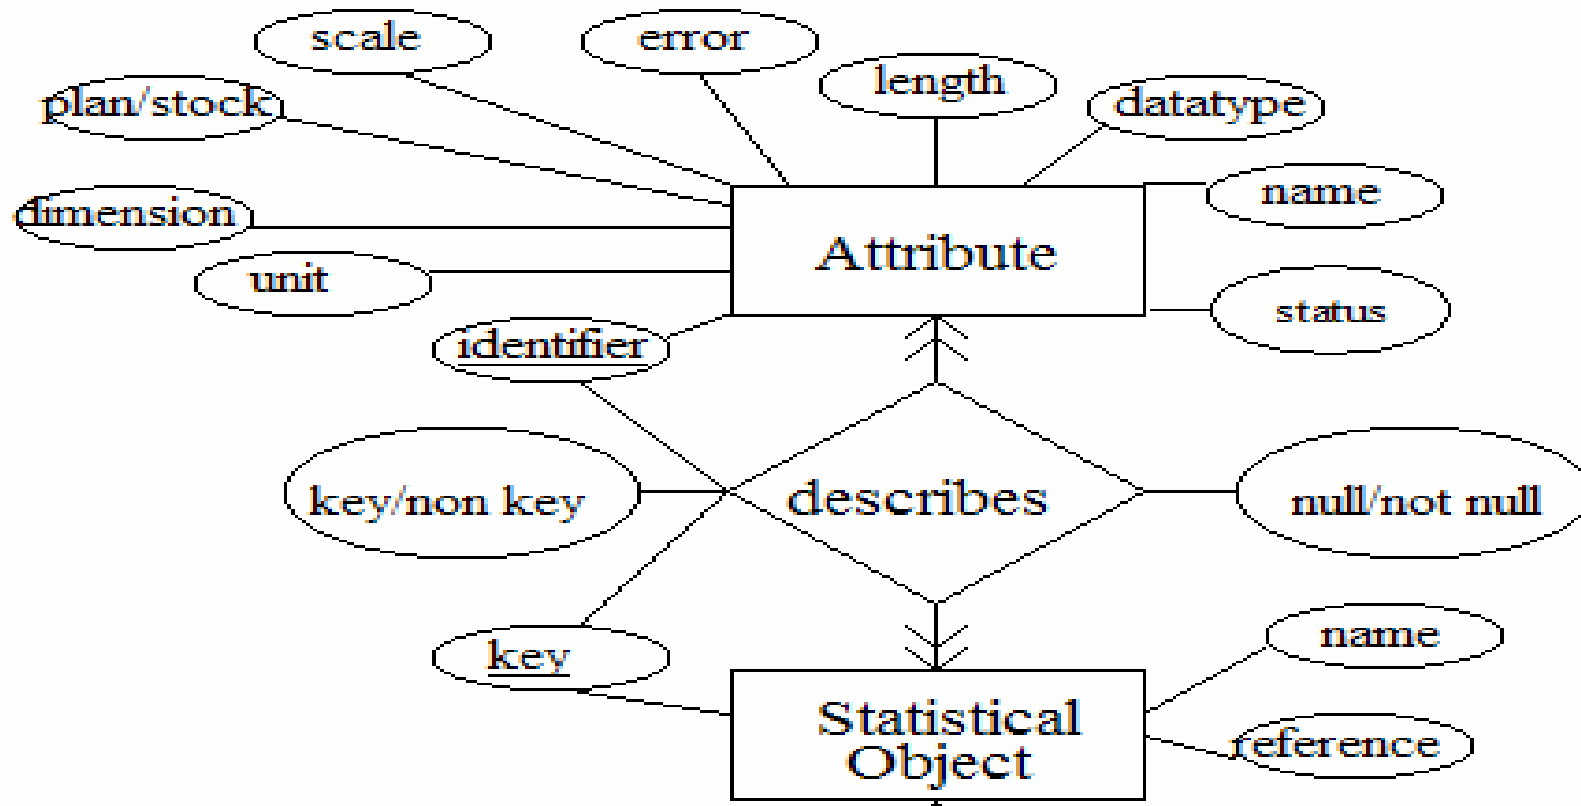 scale
error
length
plan/stock
datatype
name
dimension
Attribute
unit
status
identifier
key/non key
describes
null/not null
key
name
Statistical
Object
reference